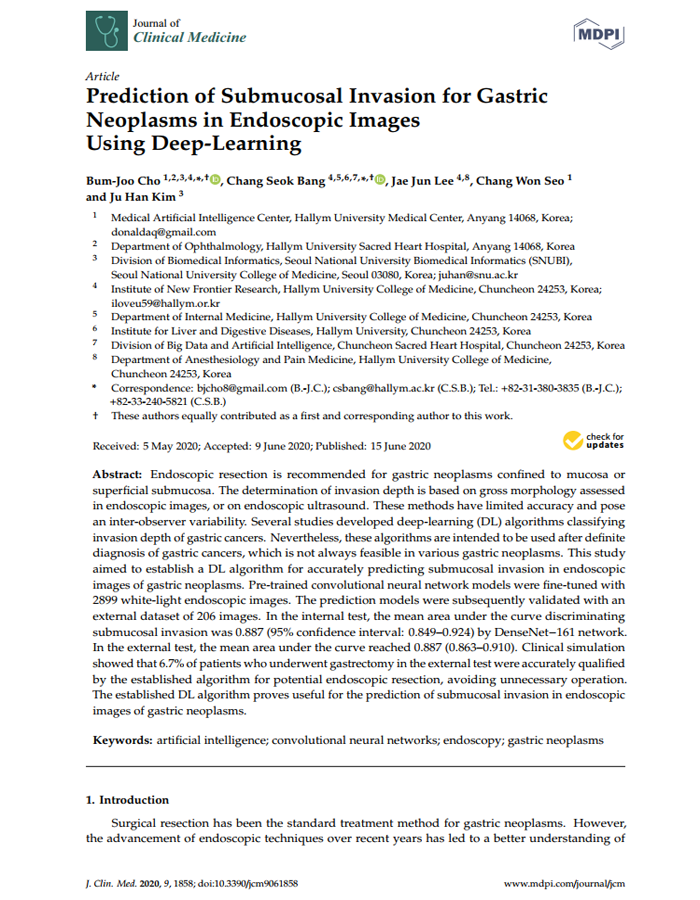 Journal of
Clinical Medicine
MDPI
Article
Prediction of Submucosal Invasion for Gastric
Neoplasms in Endoscopic Images
Using Deep-Learning
Bum-Joo Cho 1,2,3,4,*,†, Chang Seok Bang 4,5,6,7,*,†, Jae Jun Lee 4,8, Chang Won Seo 1
and Ju Han Kim 3
1 Medical Artificial Intelligence Center, Hallym University Medical Center, Anyang 14068, Korea;
donaldaq@gmail.com
2 Department of Ophthalmology, Hallym University Sacred Heart Hospital, Anyang 14068, Korea
3 Division of Biomedical Informatics, Seoul National University Biomedical Informatics (SNUBI),
Seoul National University College of Medicine, Seoul 03080, Korea; juhan@snu.ac.kr
4 Institute of New Frontier Research, Hallym University College of Medicine, Chuncheon 24253, Korea;
iloveu59@hallym.or.kr
5 Department of Internal Medicine, Hallym University College of Medicine, Chuncheon 24253, Korea
6 Institute for Liver and Digestive Diseases, Hallym University, Chuncheon 24253, Korea
7 Division of Big Data and Artificial Intelligence, Chuncheon Sacred Heart Hospital, Chuncheon 24253, Korea
8 Department of Anesthesiology and Pain Medicine, Hallym University College of Medicine,
Chuncheon 24253, Korea
* Correspondence: bjcho8@gmail.com (B.-J.C.); csbang@hallym.ac.kr (C.S.B.); Tel.: +82-31-380-3835 (B.-J.C.);
+82-33-240-5821 (C.S.B.)
† These authors equally contributed as a first and corresponding author to this work.
Received: 5 May 2020; Accepted: 9 June 2020; Published: 15 June 2020
check for
updates
Abstract: Endoscopic resection is recommended for gastric neoplasms confined to mucosa or
superficial submucosa. The determination of invasion depth is based on gross morphology assessed
in endoscopic images, or on endoscopic ultrasound. These methods have limited accuracy and pose
an inter-observer variability. Several studies developed deep-learning (DL) algorithms classifying
invasion depth of gastric cancers. Nevertheless, these algorithms are intended to be used after definite
diagnosis of gastric cancers, which is not always feasible in various gastric neoplasms. This study
aimed to establish a DL algorithm for accurately predicting submucosal invasion in endoscopic
images of gastric neoplasms. Pre-trained convolutional neural network models were fine-tuned with
2899 white-light endoscopic images. The prediction models were subsequently validated with an
external dataset of 206 images. In the internal test, the mean area under the curve discriminating
submucosal invasion was 0.887 (95% confidence interval: 0.849–0.924) by DenseNet−161 network.
In the external test, the mean area under the curve reached 0.887 (0.863–0.910). Clinical simulation
showed that 6.7% of patients who underwent gastrectomy in the external test were accurately qualified
by the established algorithm for potential endoscopic resection, avoiding unnecessary operation.
The established DL algorithm proves useful for the prediction of submucosal invasion in endoscopic
images of gastric neoplasms.
Keywords: artificial intelligence; convolutional neural networks; endoscopy; gastric neoplasms
1. Introduction
Surgical resection has been the standard treatment method for gastric neoplasms. However,
the advancement of endoscopic techniques over recent years has led to a better understanding of
J. Clin. Med. 2020, 9, 1858; doi:10.3390/jcm9061858
www.mdpi.com/journal/jcm